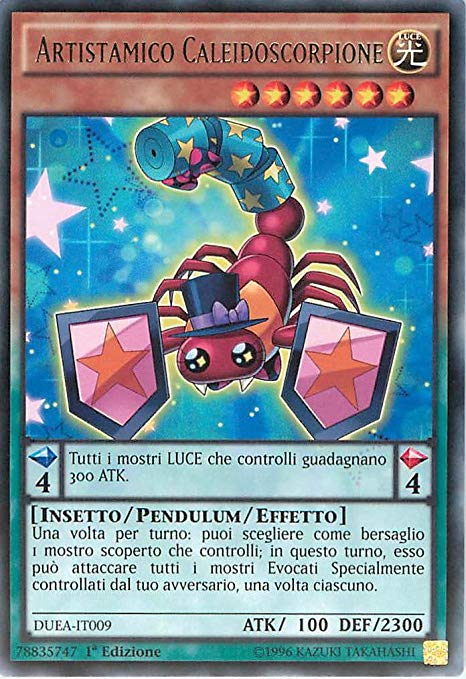 ARTISTAMICO CALEIDOSCORPIONE
LUCE
光
Tutti i mostri LUCE che controlli guadagnano
300 ATK.
4
4
[INSETTO/PENDULUM/EFFETTO]
Una volta per turno: puoi scegliere come bersaglio
1 mostro scoperto che controlli; in questo turno, esso
può attaccare tutti i mostri Evocati Specialmente
controllati dal tuo avversario, una volta ciascuno.
DUEA-IT009
ATK/ 100 DEF/2300
78835747 1ª Edizione
©1996 KAZUKI TAKAHASHI